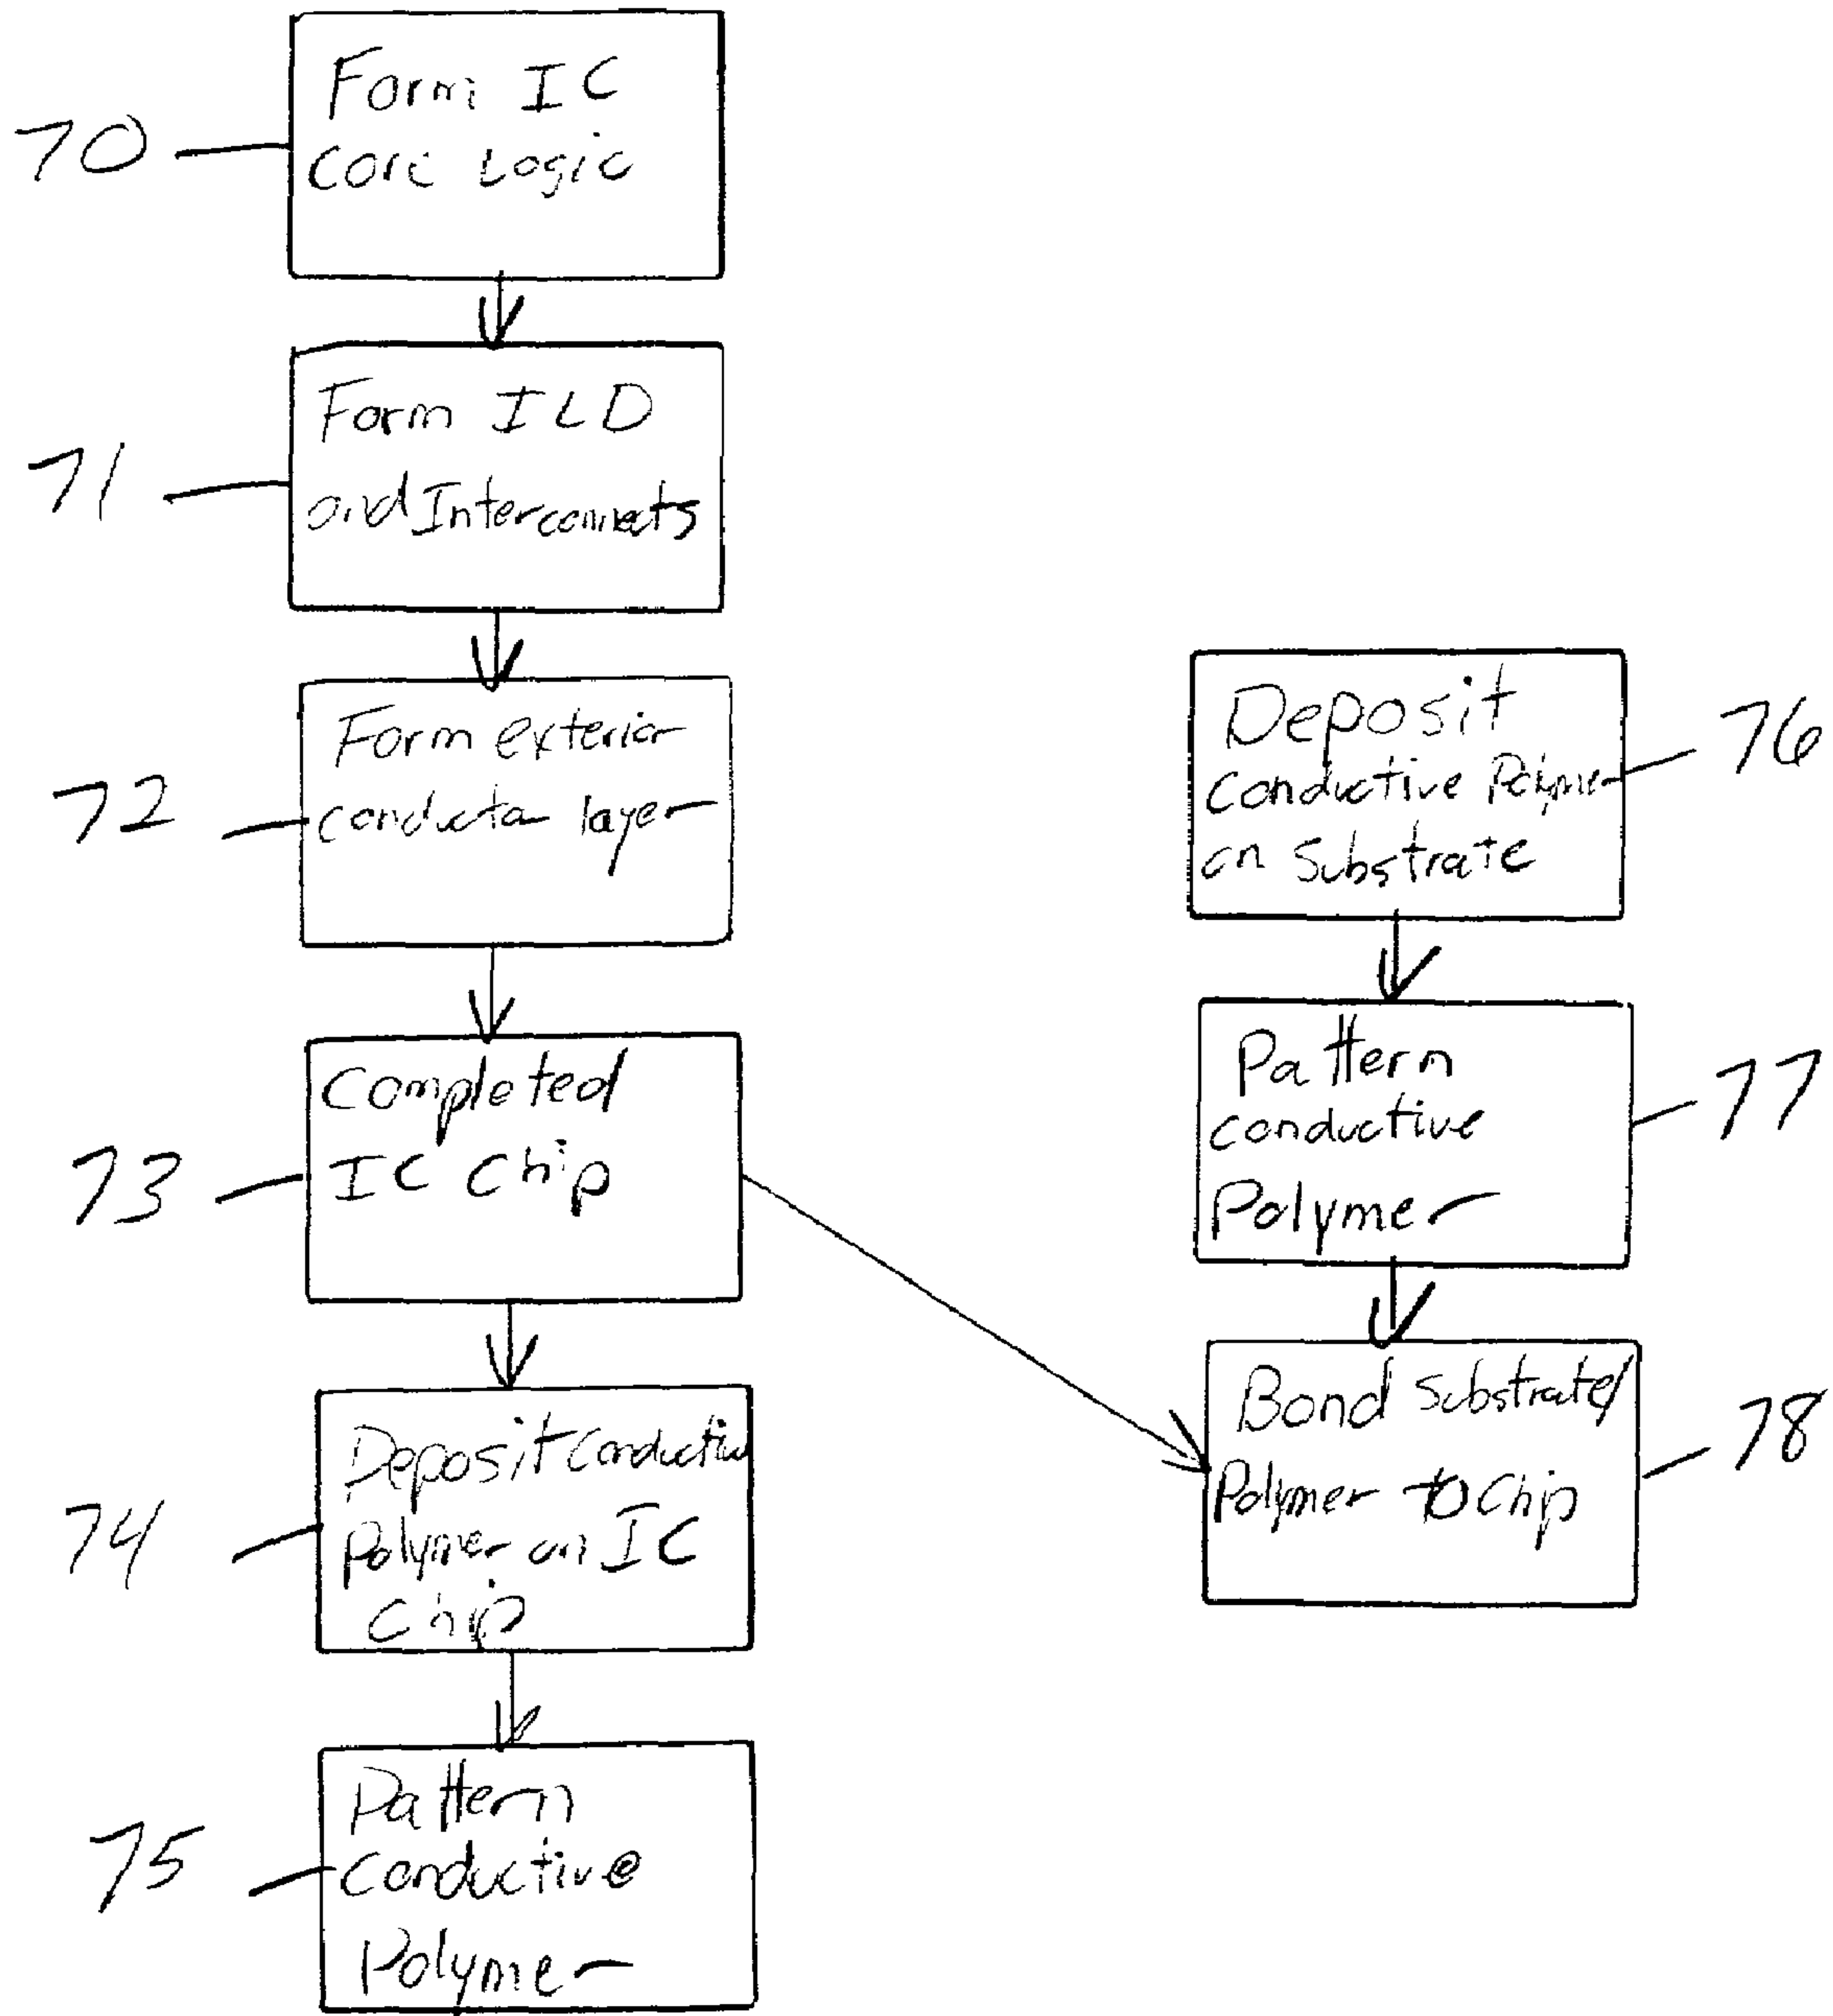 70
Form IC
Core Logic
71
Form ILD
and Interconnects
72
Form exterior
conductor layer
73
Completed
IC Chip
74
Deposit Conductive
Polymer on IC
Chip
75
Pattern
Conductive
Polymer
Deposit
Conductive Polymer
on Substrate
76
Pattern
Conductive
Polymer
77
Bond Substrate/
Polymer to Chip
78